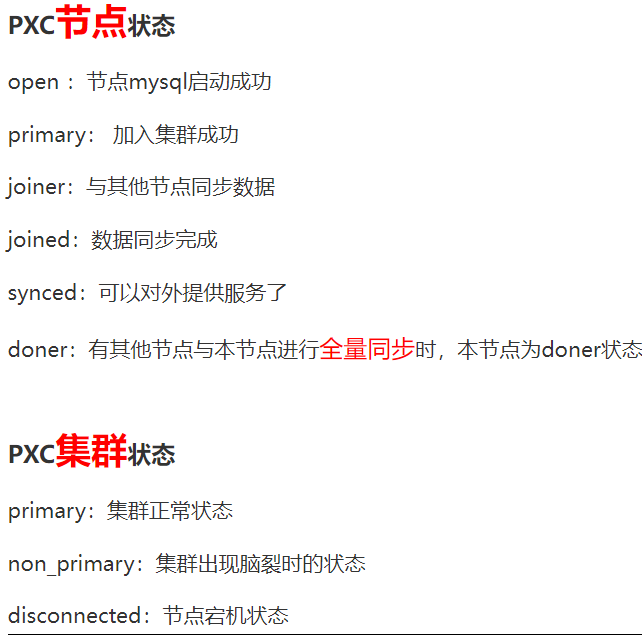 PXC节点状态
open ：节点mysql启动成功
primary： 加入集群成功
joiner：与其他节点同步数据
joined：数据同步完成
synced：可以对外提供服务了
doner：有其他节点与本节点进行全量同步时，本节点为doner状态
PXC集群状态
primary：集群正常状态
non_primary：集群出现脑裂时的状态
disconnected：节点宕机状态